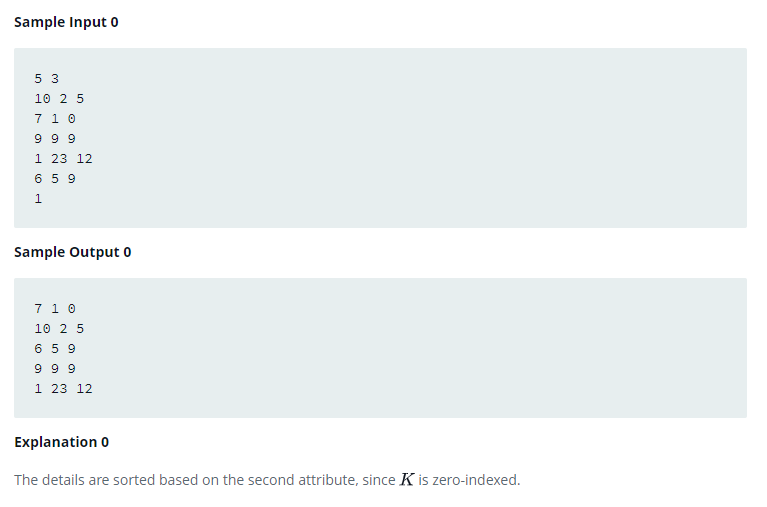 Sample Input 0
5 3
10 2 5
7 1 0
9 9 9
1 23 12
6 5 9
1
Sample Output 0
7 1 0
10 2 5
6 5 9
9 9 9
1 23 12
Explanation 0
The details are sorted based on the second attribute, since K is zero-indexed.